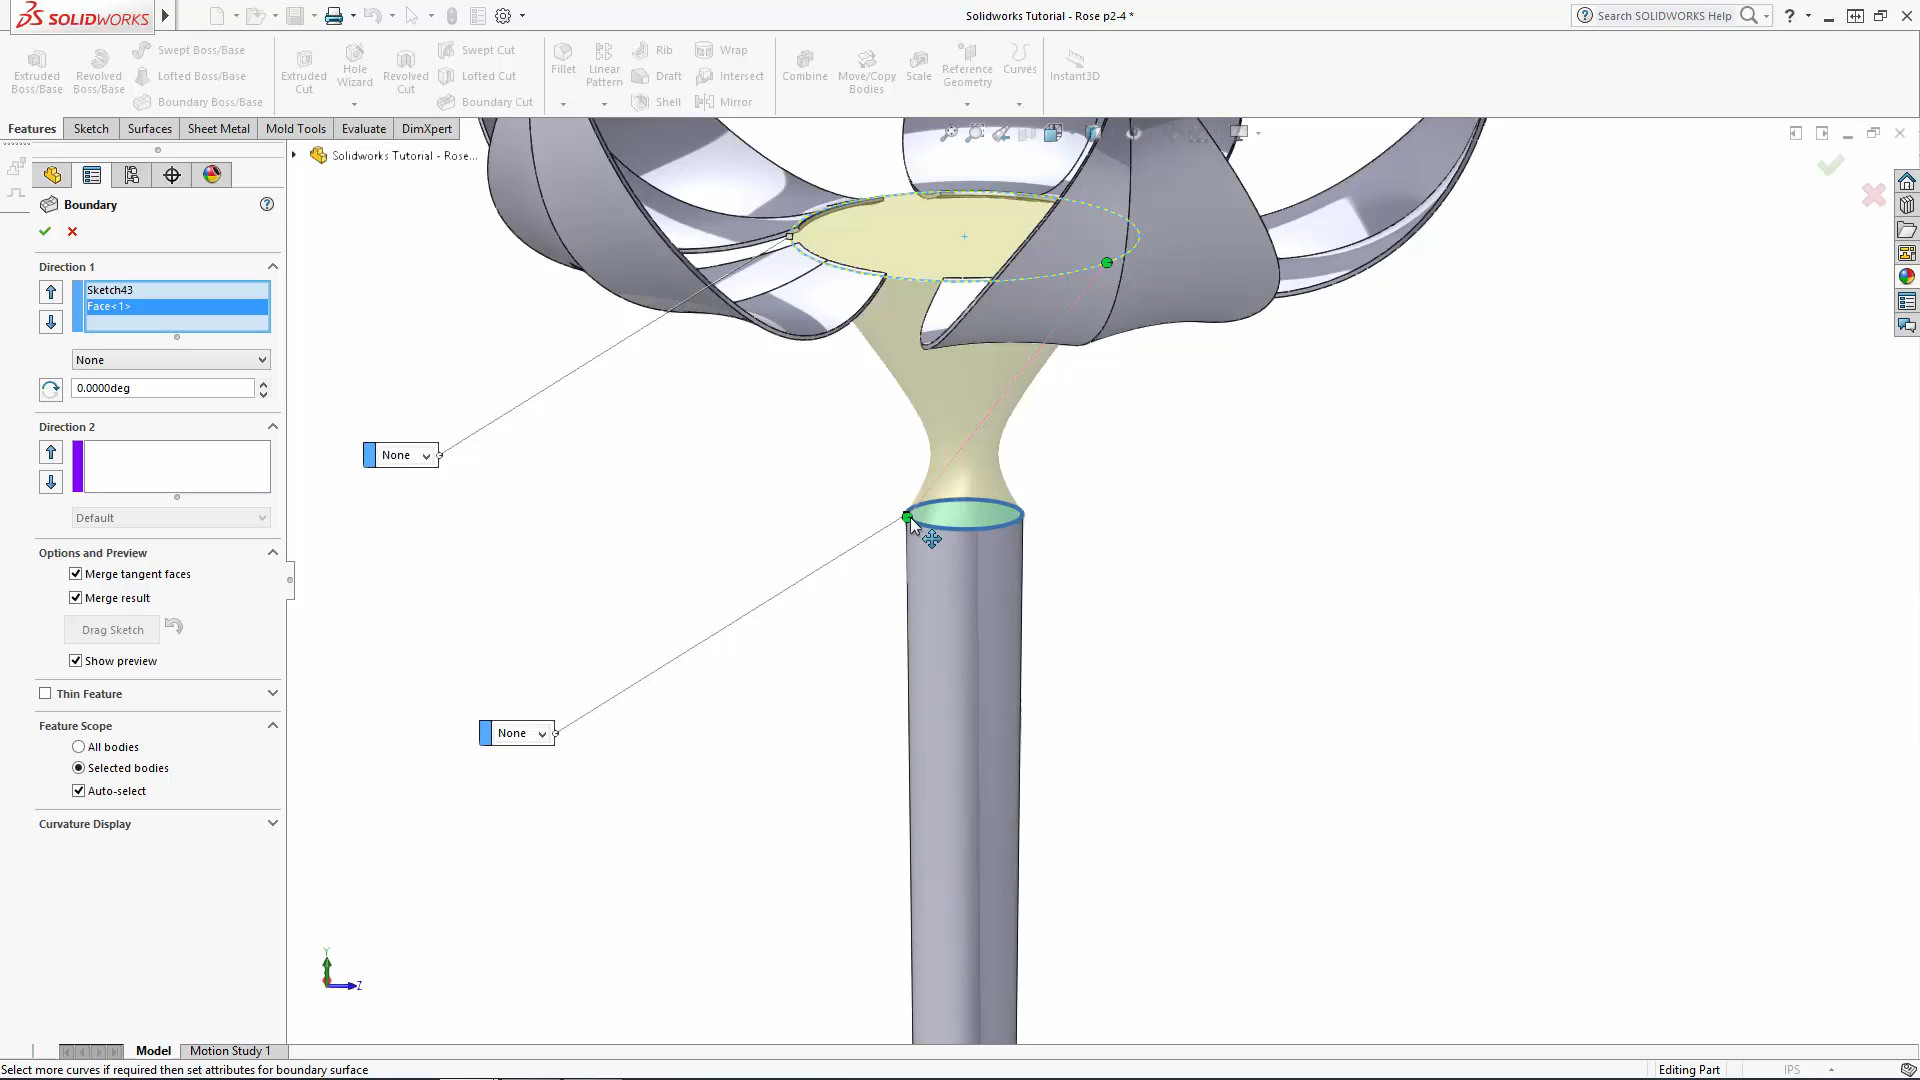 SOLIDWORKS
Solidworks Tutorial - Rose p2-4 *
Search SOLIDWORKS Help
Extruded Boss/Base
Revolved Boss/Base
Swept Boss/Base
Lofted Boss/Base
Boundary Boss/Base
Extruded Cut
Hole Wizard
Revolved Cut
Swept Cut
Lofted Cut
Boundary Cut
Fillet
Linear Pattern
Rib
Draft
Shell
Wrap
Intersect
Mirror
Combine
Move/Copy Bodies
Scale
Reference Geometry
Curves
Instant3D
Features
Sketch
Surfaces
Sheet Metal
Mold Tools
Evaluate
DimXpert
Solidworks Tutorial - Rose...
Boundary
Direction 1
Sketch43
Face<1>
None
0.0000deg
Direction 2
Default
Options and Preview
Merge tangent faces
Merge result
Drag Sketch
Show preview
Thin Feature
Feature Scope
All bodies
Selected bodies
Auto-select
Curvature Display
None
None
Y
Z
Model
Motion Study 1
Select more curves if required then set attributes for boundary surface
Editing Part
IPS